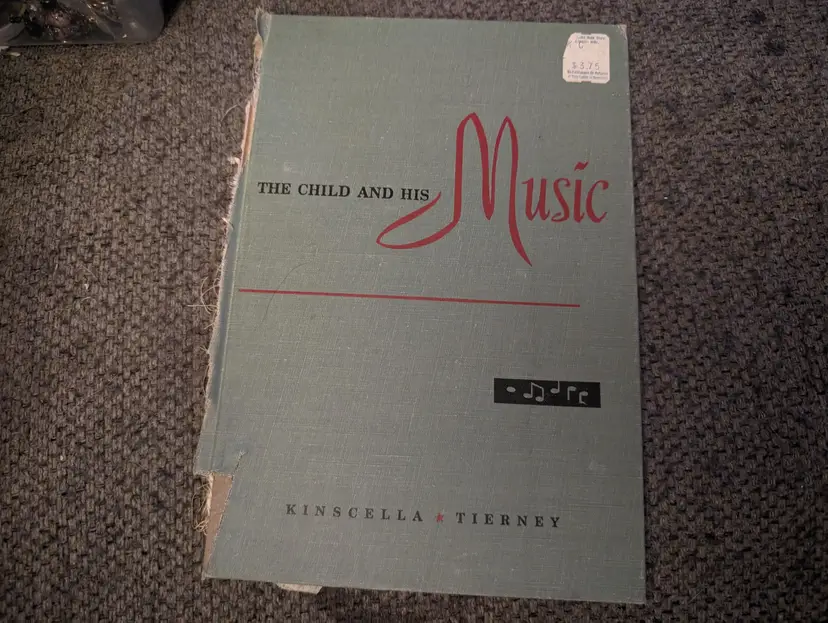 $3.75
THE CHILD AND HIS Music
KINSCELLA ★ TIERNEY